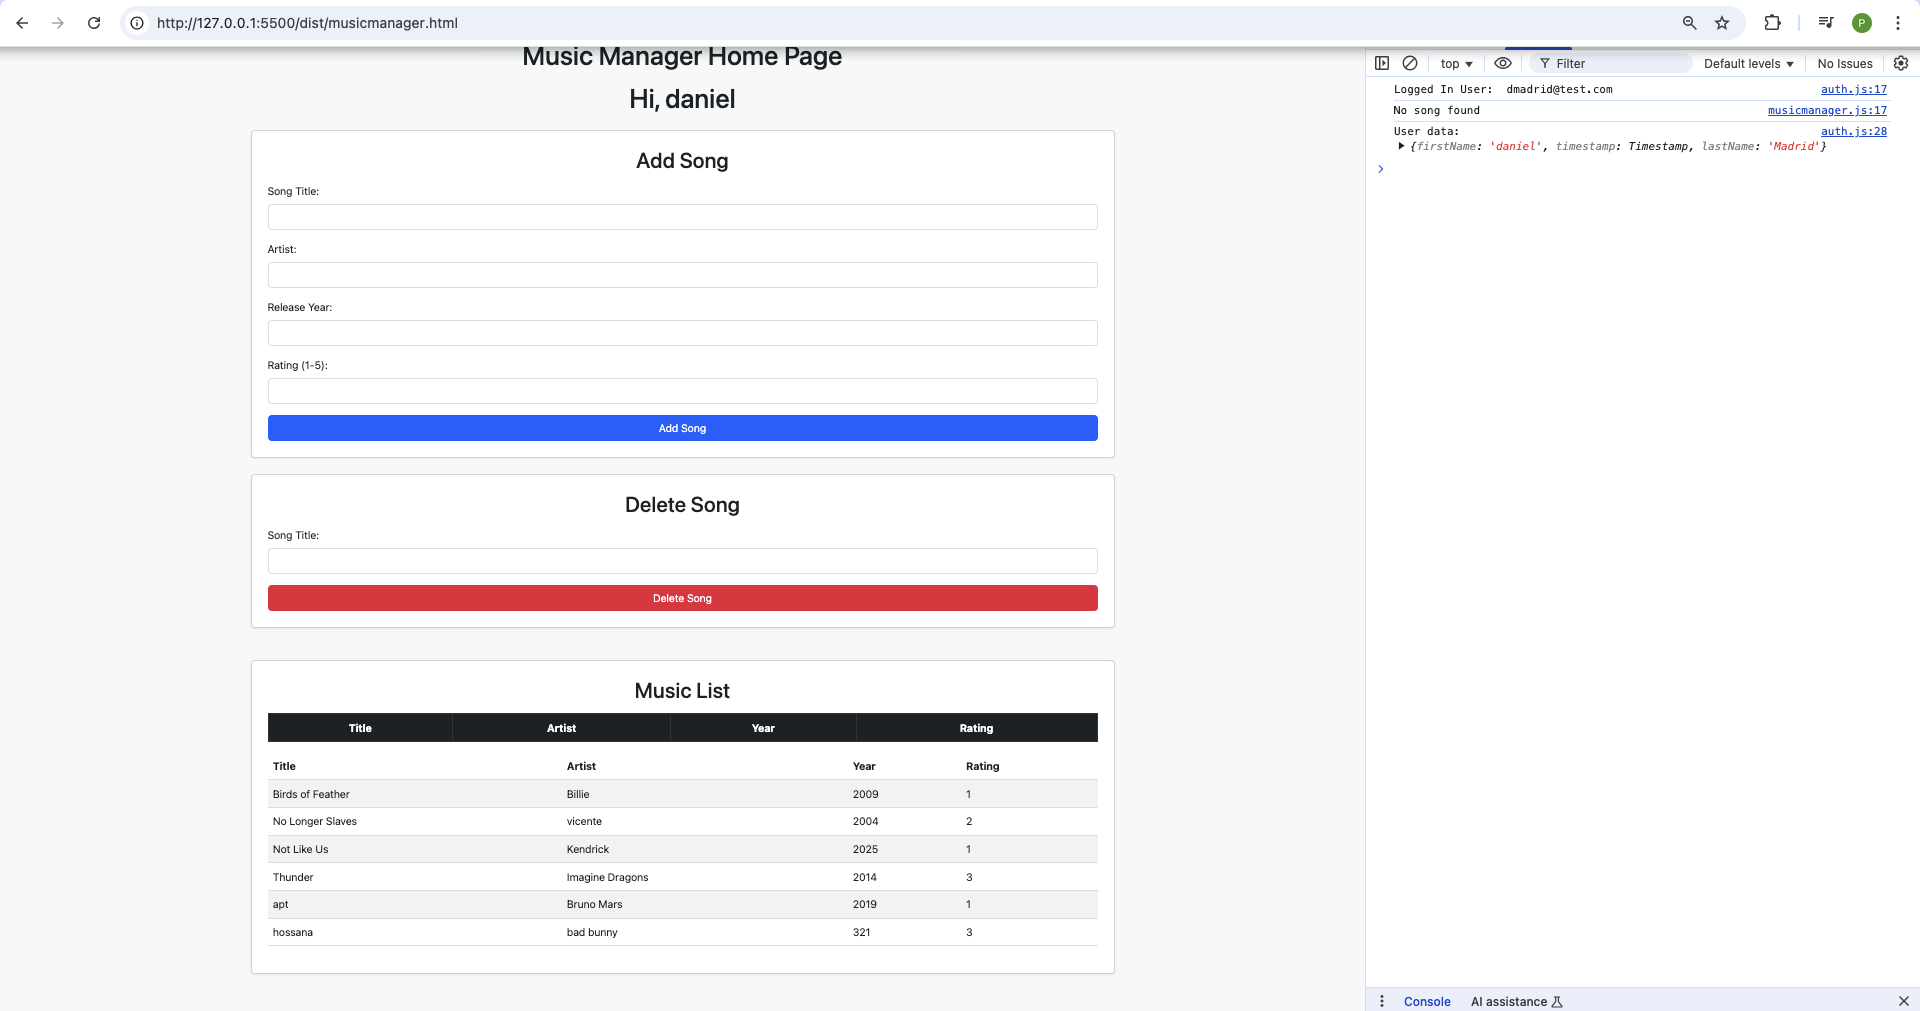 http://127.0.0.1:5500/dist/musicmanager.html
P
Music Manager Home Page
Hi, daniel
Add Song
Song Title:
Artist:
Release Year:
Rating (1-5):
Add Song
Delete Song
Song Title:
Delete Song
Music List
Title Artist Year Rating
Title Artist Year Rating
Birds of Feather Billie 2009 1
No Longer Slaves vicente 2004 2
Not Like Us Kendrick 2025 1
Thunder Imagine Dragons 2014 3
apt Bruno Mars 2019 1
hossana bad bunny 321 3
top Filter Default levels No Issues
Logged In User: dmadrid@test.com auth.js:17
No song found musicmanager.js:17
User data: auth.js:28
{firstName: 'daniel', timestamp: Timestamp, lastName: 'Madrid'}
Console AI assistance